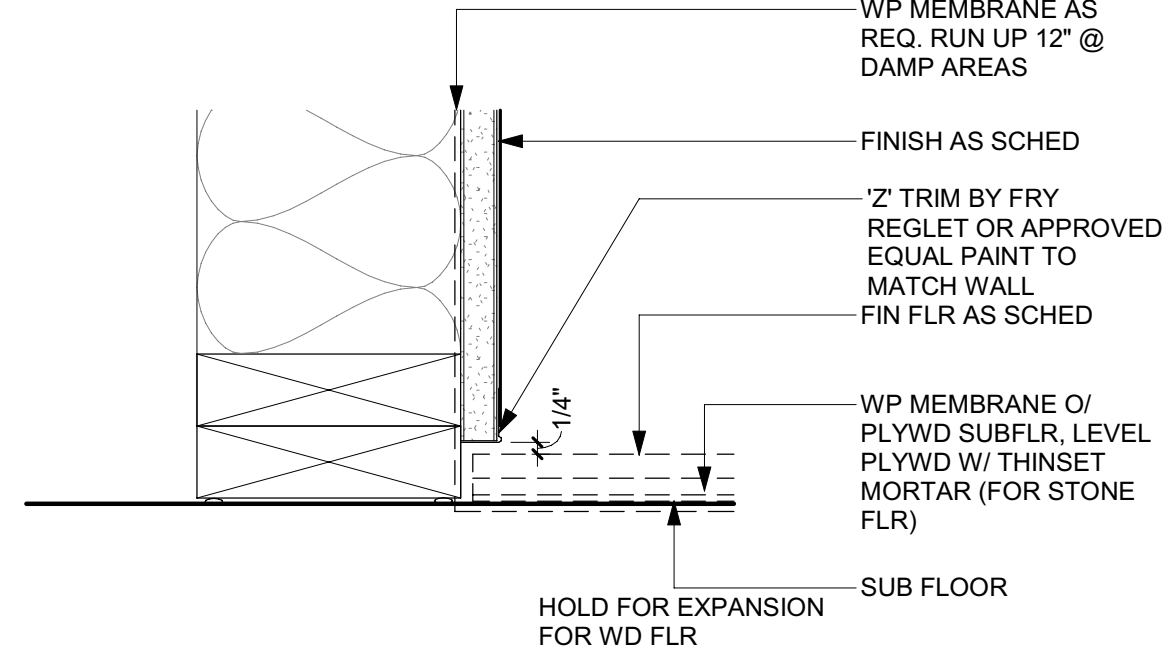 WP MEMBRANE AS
REQ. RUN UP 12" @
DAMP AREAS
FINISH AS SCHED
'Z' TRIM BY FRY
REGLET OR APPROVED
EQUAL PAINT TO
MATCH WALL
FIN FLR AS SCHED
1/4"
WP MEMBRANE O/
PLYWD SUBFLR, LEVEL
PLYWD W/ THINSET
MORTAR (FOR STONE
FLR)
SUB FLOOR
HOLD FOR EXPANSION
FOR WD FLR